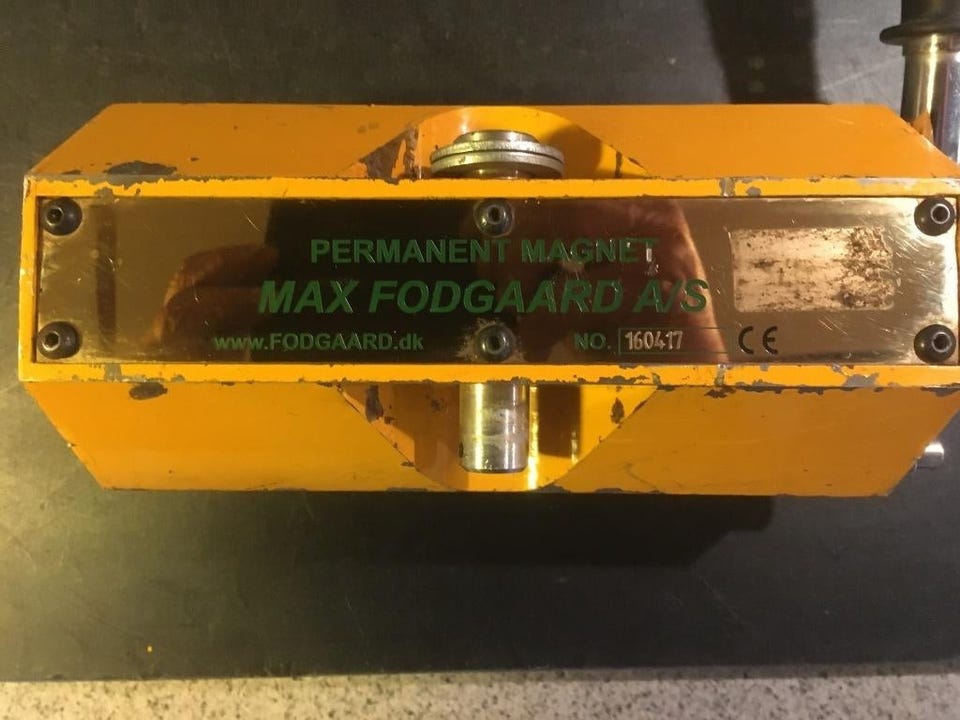 PERMANENT MAGNET
MAX FODGAARD A/S
www.FODGAARD.dk NO. 160417 CE